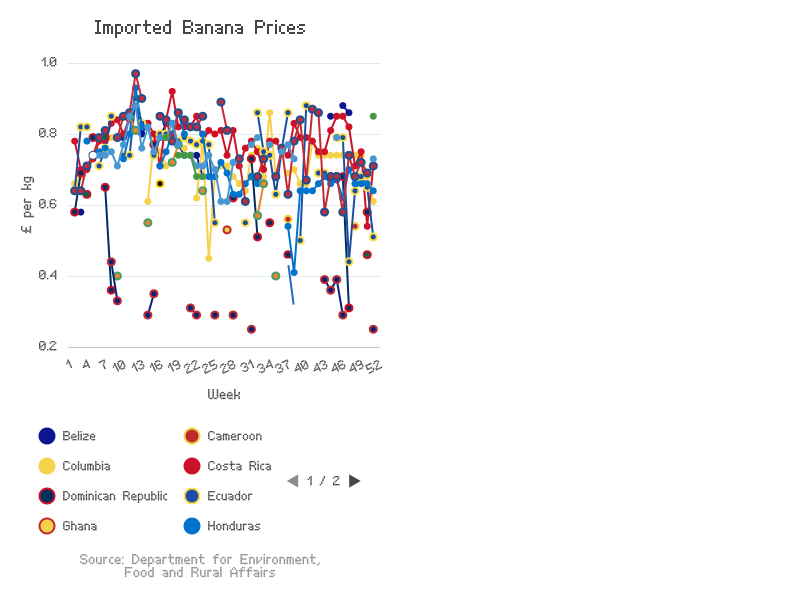 Imported Banana Prices
1.0
0.8
0.6
0.4
0.2
£ per kg
1 4 7 10 13 16 19 22 25 28 31 34 37 40 43 46 49 52
Week
Belize
Cameroon
Columbia
Costa Rica
1 / 2
Dominican Republic
Ecuador
Ghana
Honduras
Source: Department for Environment,
Food and Rural Affairs